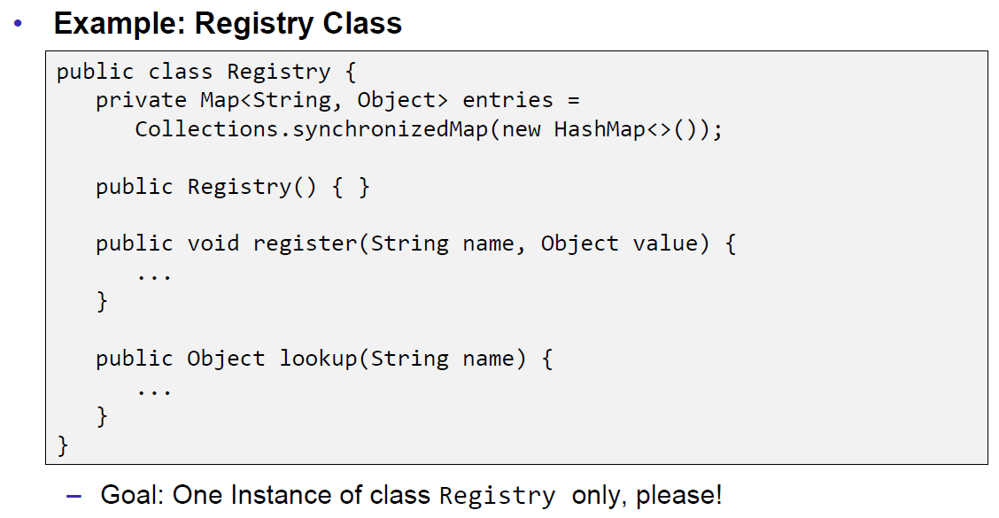 • Example: Registry Class
public class Registry {
   private Map<String, Object> entries =
      Collections.synchronizedMap(new HashMap<>());
   public Registry() { }
   public void register(String name, Object value) {
      ...
   }
   public Object lookup(String name) {
      ...
   }
}
– Goal: One Instance of class Registry only, please!